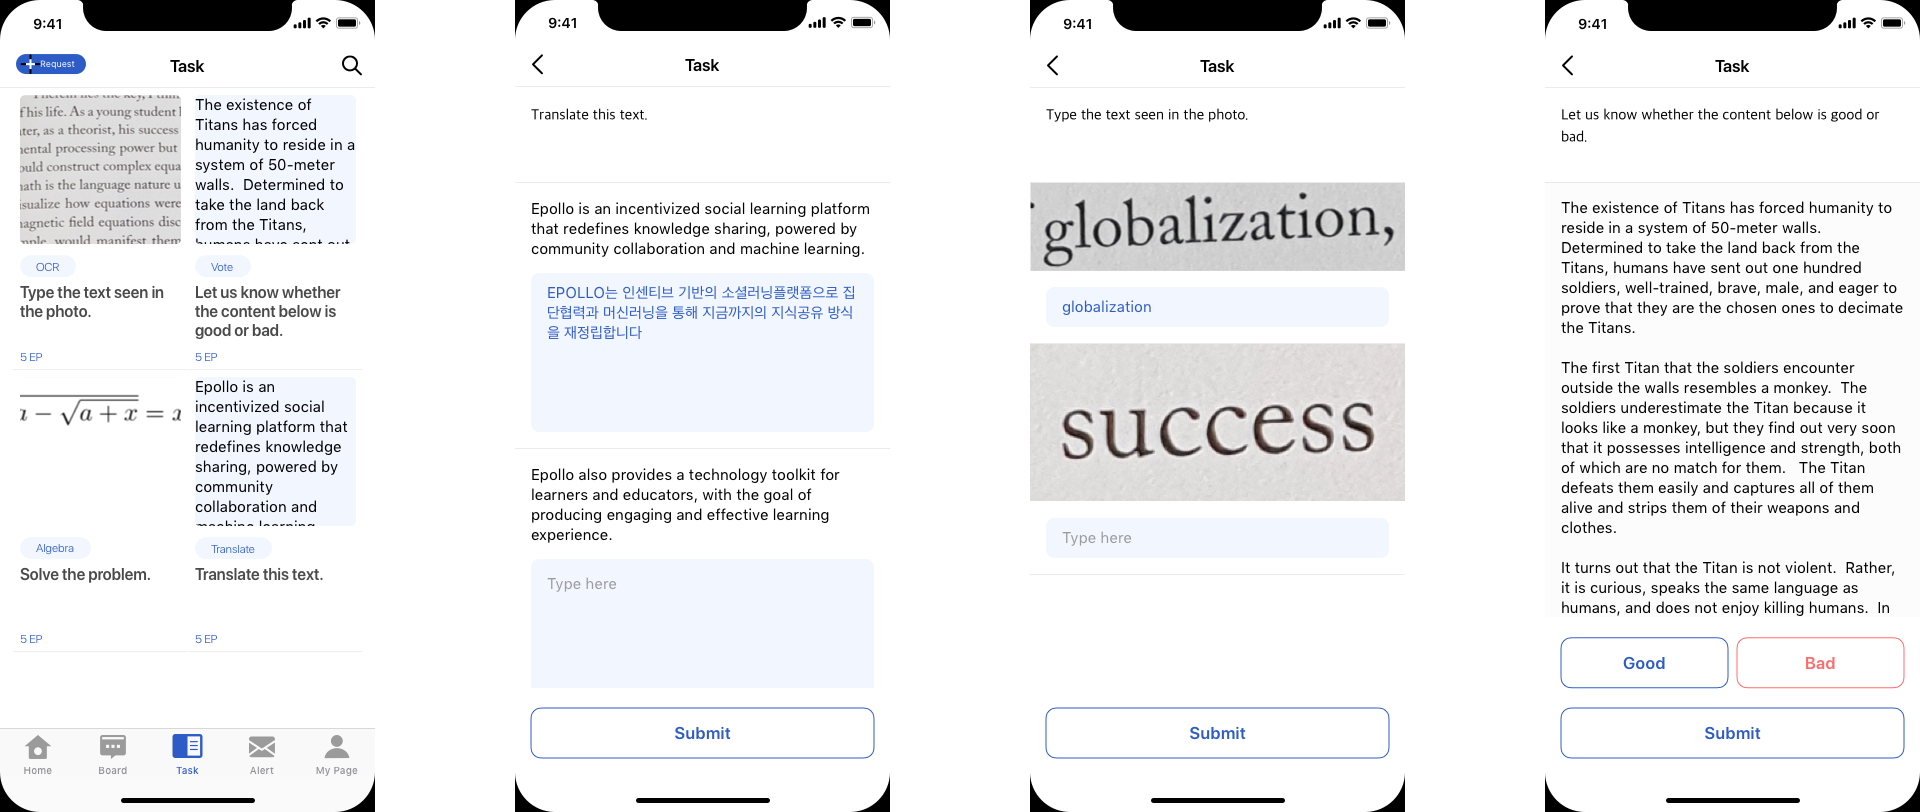 9:41
Request
Task
Therein lies the key, I thin
f his life. As a young student
ter, as a theorist, his success
ental processing power but
ould construct complex equa
ath is the language nature u
sualize how equations were
agnetic field equations disc
would manifest them
The existence of
Titans has forced
humanity to reside in a
system of 50-meter
walls.  Determined to
take the land back
from the Titans,
humans have sent out
OCR
Vote
Type the text seen in
the photo.
Let us know whether
the content below is
good or bad.
5 EP
5 EP
a − √a + x = x
Epollo is an
incentivized social
learning platform that
redefines knowledge
sharing, powered by
community
collaboration and
machine learning
Algebra
Translate
Solve the problem.
Translate this text.
5 EP
5 EP
Home
Board
Task
Alert
My Page
9:41
Task
Translate this text.
Epollo is an incentivized social learning platform
that redefines knowledge sharing, powered by
community collaboration and machine learning.
EPOLLO는 인센티브 기반의 소셜러닝플랫폼으로 집
단협력과 머신러닝을 통해 지금까지의 지식공유 방식
을 재정립합니다
Epollo also provides a technology toolkit for
learners and educators, with the goal of
producing engaging and effective learning
experience.
Type here
Submit
9:41
Task
Type the text seen in the photo.
globalization,
globalization
success
Type here
Submit
9:41
Task
Let us know whether the content below is good or
bad.
The existence of Titans has forced humanity to
reside in a system of 50-meter walls.
Determined to take the land back from the
Titans, humans have sent out one hundred
soldiers, well-trained, brave, male, and eager to
prove that they are the chosen ones to decimate
the Titans.
The first Titan that the soldiers encounter
outside the walls resembles a monkey.  The
soldiers underestimate the Titan because it
looks like a monkey, but they find out very soon
that it possesses intelligence and strength, both
of which are no match for them.   The Titan
defeats them easily and captures all of them
alive and strips them of their weapons and
clothes.
It turns out that the Titan is not violent.  Rather,
it is curious, speaks the same language as
humans, and does not enjoy killing humans.  In
Good
Bad
Submit